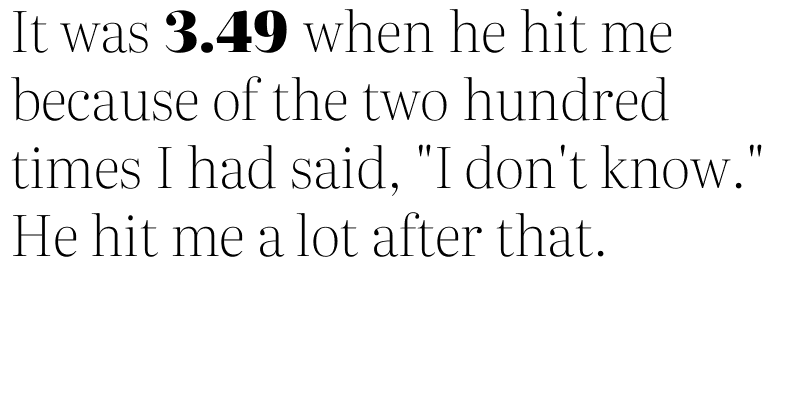 It was 3.49 when he hit me
because of the two hundred
times I had said, "I don't know."
He hit me a lot after that.